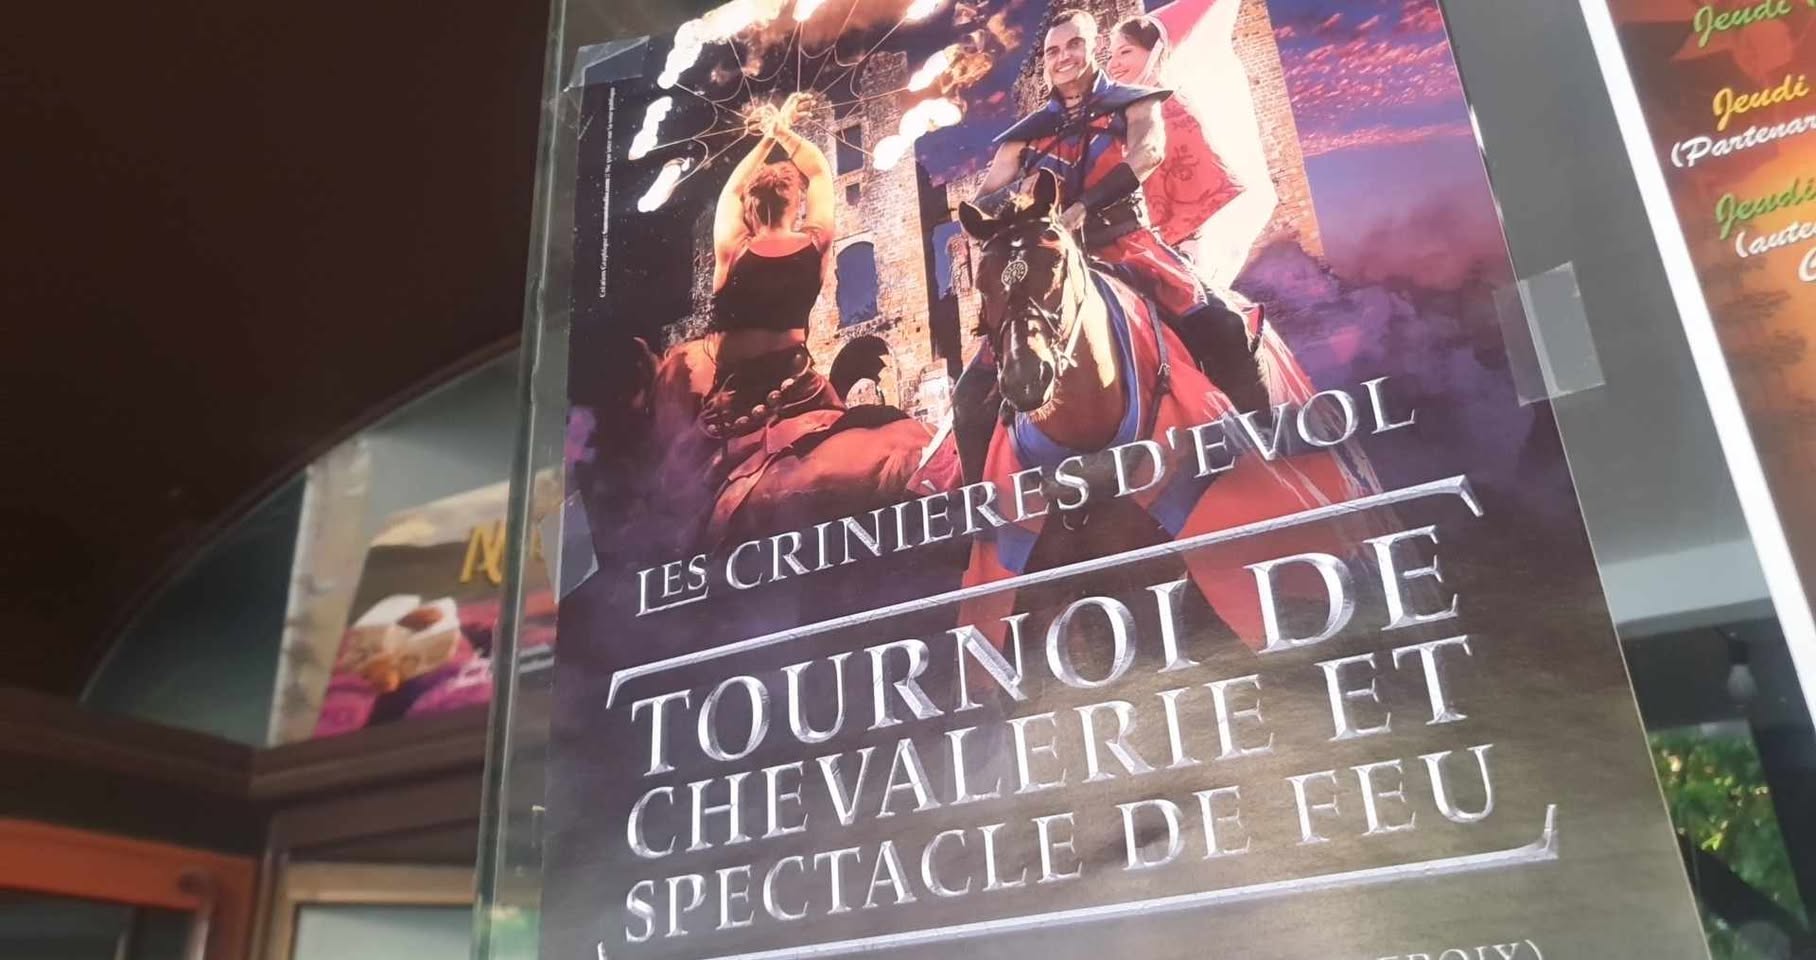 LES CRINIÈRES D'EVOL
TOURNOI DE
CHEVALERIE ET
SPECTACLE DE FEU
Jeudi
Jeudi
(Partenar
Jeudi
(aute